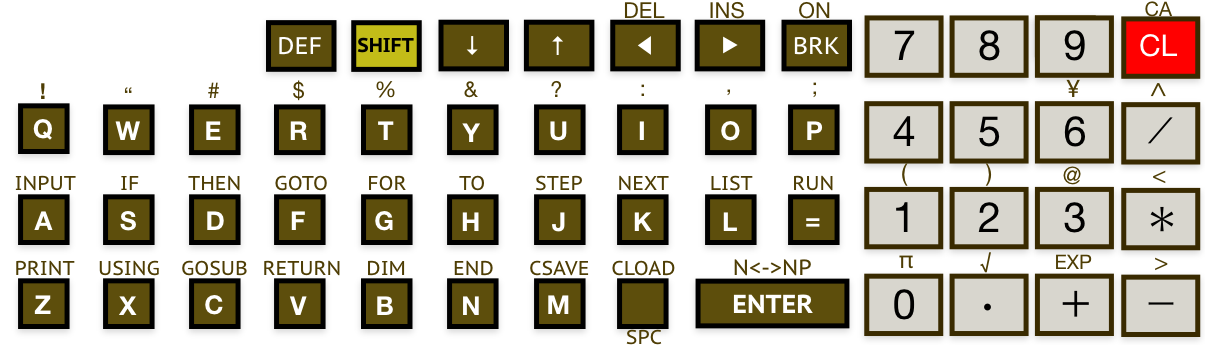 DEL INS ON CA
DEF SHIFT ↓ ↑ ◀ ▶ BRK 7 8 9 CL
! “ # $ % & ? : , ; ¥ ^
Q W E R T Y U I O P 4 5 6 /
INPUT IF THEN GOTO FOR TO STEP NEXT LIST RUN ( ) @ <
A S D F G H J K L = 1 2 3 *
PRINT USING GOSUB RETURN DIM END CSAVE CLOAD N<->NP π √ EXP >
Z X C V B N M ENTER 0 · + −
SPC